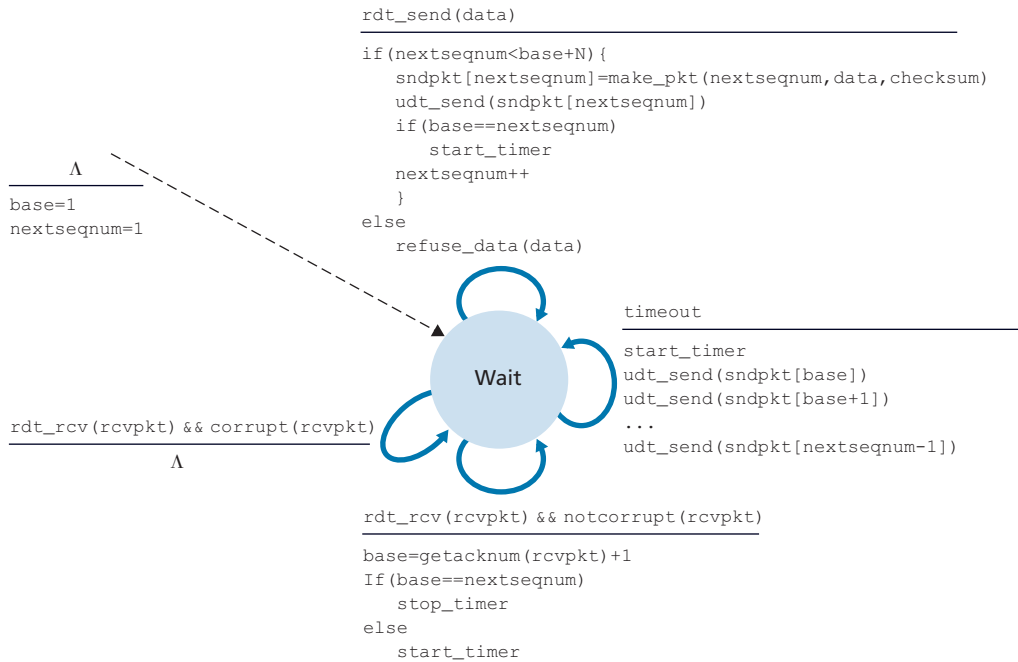 rdt_send(data)
if(nextseqnum<base+N){
sndpkt[nextseqnum]=make_pkt(nextseqnum,data,checksum)
udt_send(sndpkt[nextseqnum])
if(base==nextseqnum)
start_timer
nextseqnum++
}
else
refuse_data(data)
Λ
base=1
nextseqnum=1
Wait
timeout
start_timer
udt_send(sndpkt[base])
udt_send(sndpkt[base+1])
...
udt_send(sndpkt[nextseqnum-1])
rdt_rcv(rcvpkt) && corrupt(rcvpkt)
Λ
rdt_rcv(rcvpkt) && notcorrupt(rcvpkt)
base=getacknum(rcvpkt)+1
If(base==nextseqnum)
stop_timer
else
start_timer